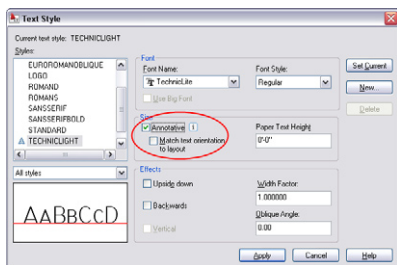 Text Style
Current text style: TECHNICLIGHT
Styles:
EUROROMANOBLIQUE
LOGO
ROMAND
ROMANS
SANSSERIF
SANSSERIFBOLD
STANDARD
TECHNICLIGHT
All styles
AABBCCD
Font
Font Name:
TechnicLite
Font Style:
Regular
Use Big Font
Size
Annotative
Match text orientation
to layout
Paper Text Height
0'-0"
Effects
Upside down
Backwards
Vertical
Width Factor:
1.000000
Oblique Angle:
0.00
Set Current
New...
Delete
Apply
Cancel
Help